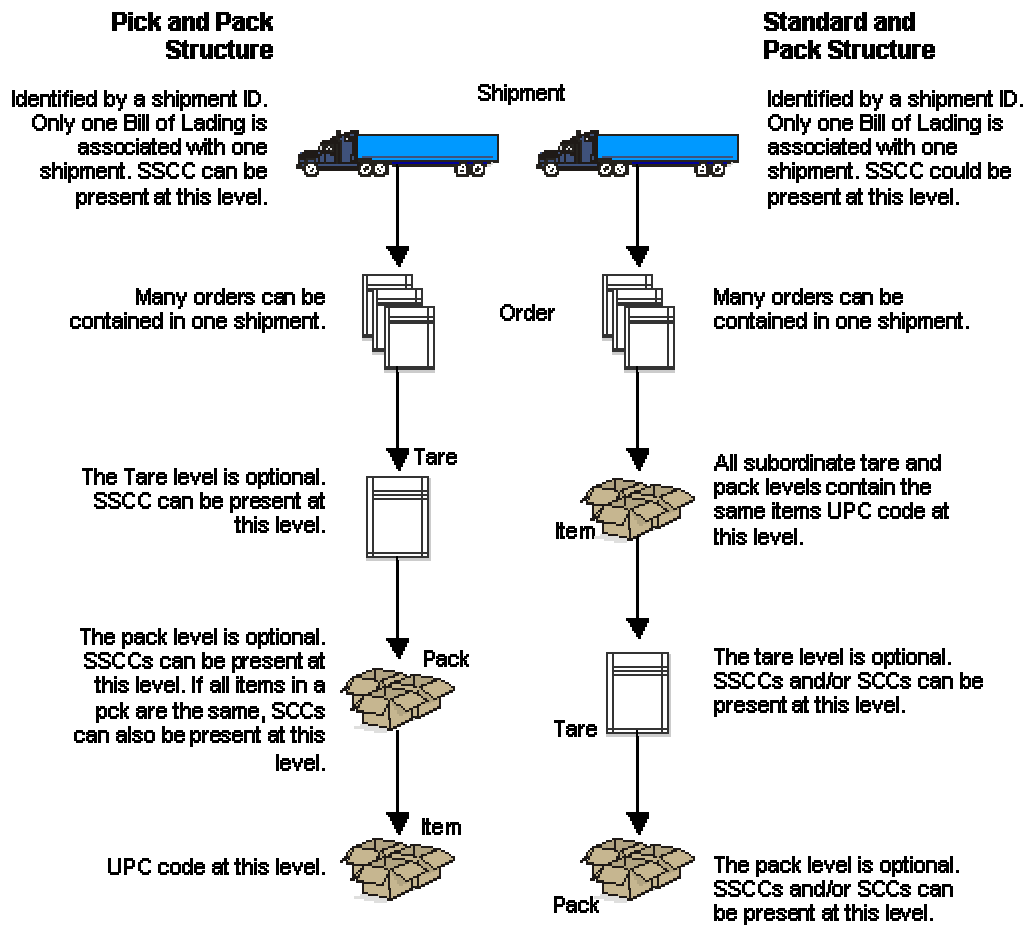 Pick and Pack
Structure
Standard and
Pack Structure
Identified by a shipment ID.
Only one Bill of Lading is
associated with one
shipment. SSCC can be
present at this level.
Shipment
Identified by a shipment ID.
Only one Bill of Lading is
associated with one
shipment. SSCC could be
present at this level.
Many orders can be
contained in one shipment.
Order
Many orders can be
contained in one shipment.
The Tare level is optional.
SSCC can be present at
this level.
Tare
Item
All subordinate tare and
pack levels contain the
same items UPC code at
this level.
The pack level is optional.
SSCCs can be present at
this level. If all items in a
pck are the same, SCCs
can also be present at this
level.
Pack
Tare
The tare level is optional.
SSCCs and/or SCCs can be
present at this level.
UPC code at this level.
Item
Pack
The pack level is optional.
SSCCs and/or SCCs can
be present at this level.